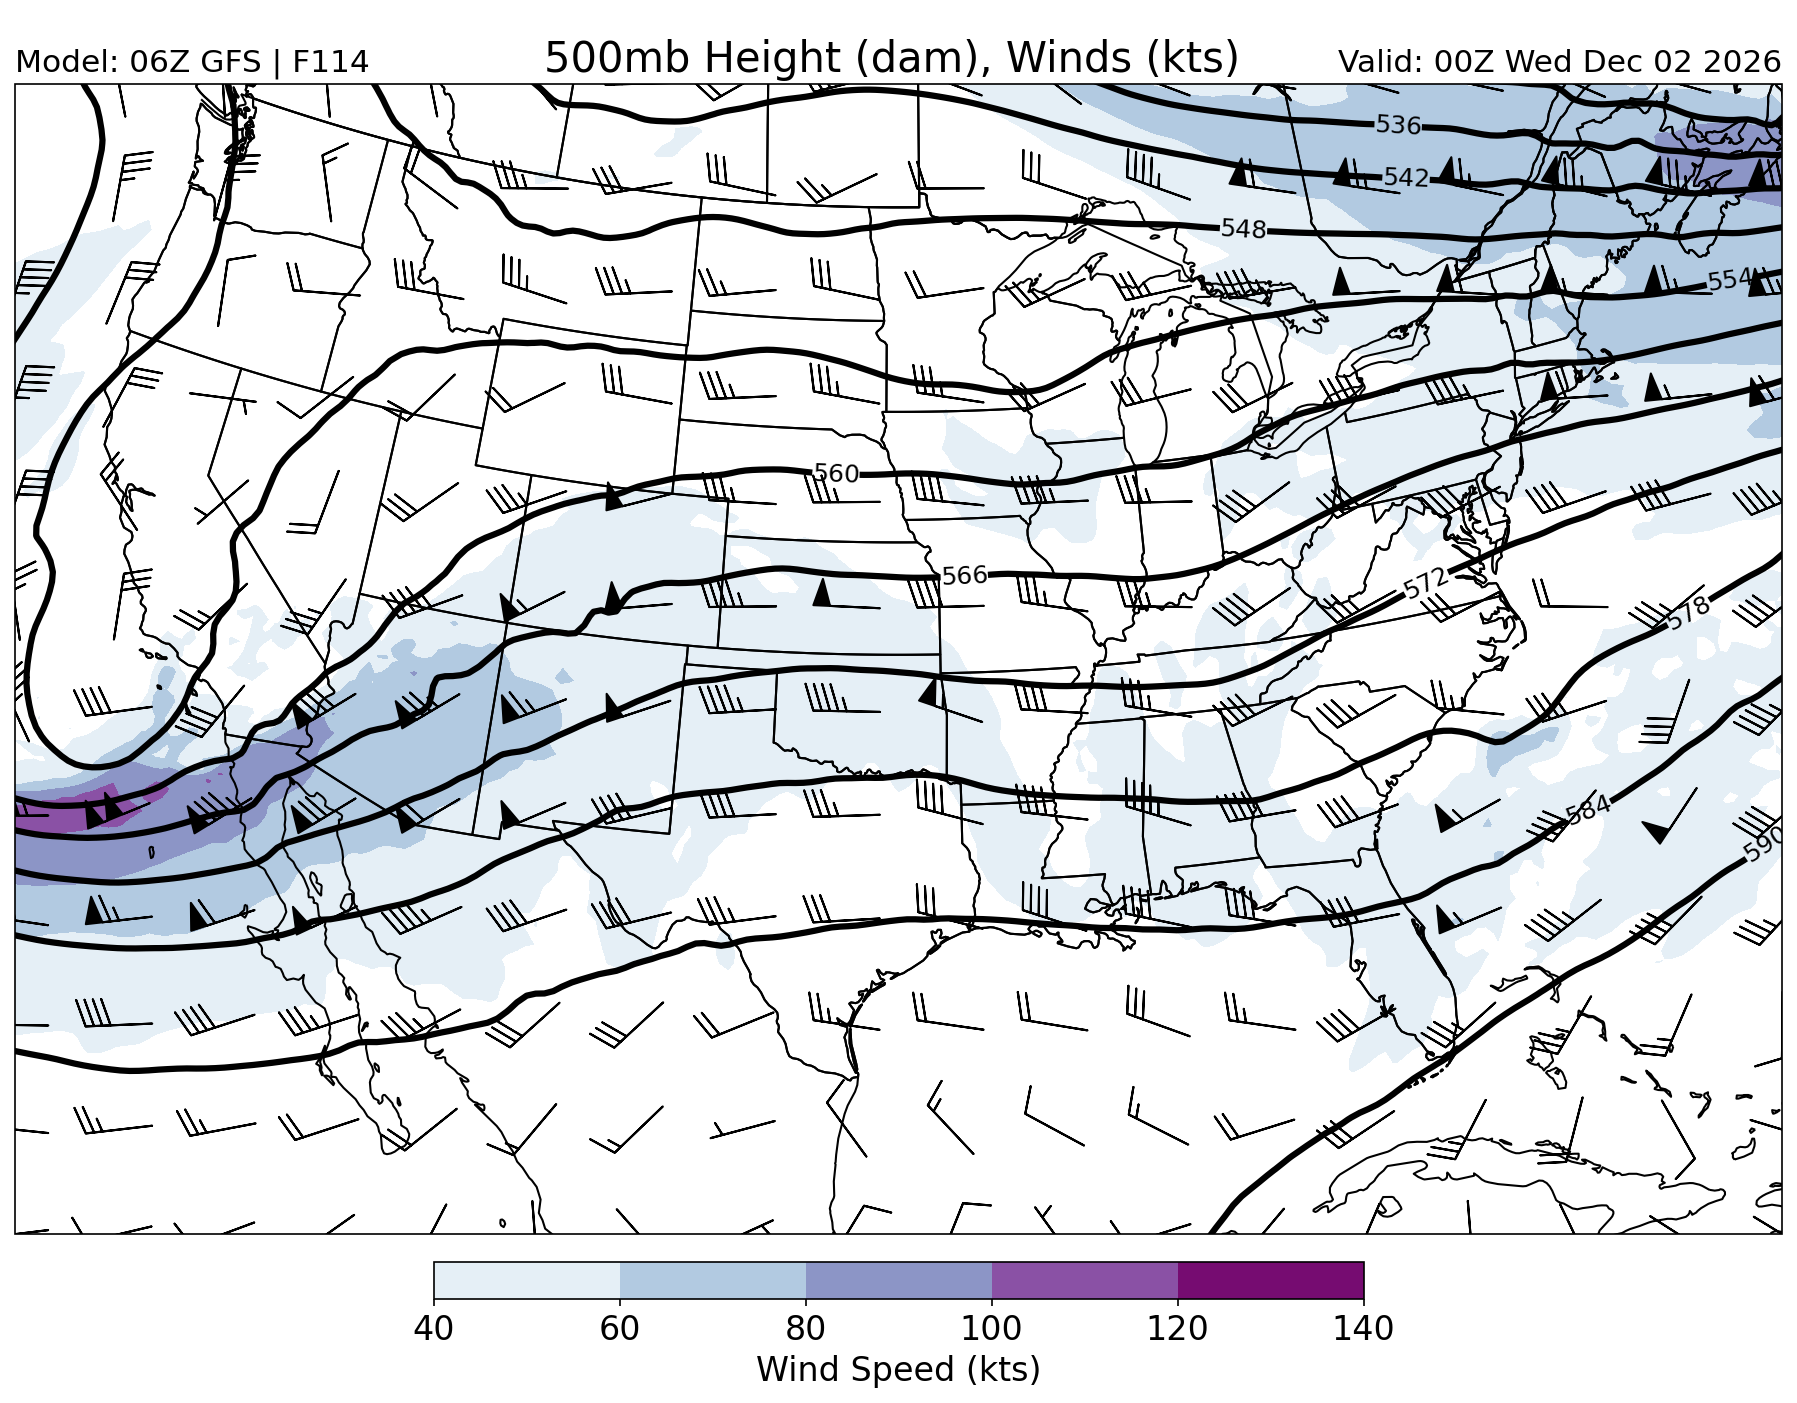 Model: 06Z GFS | F114
500mb Height (dam), Winds (kts)
Valid: 00Z Wed Dec 02 2026
536
542
548
554
560
566
572
578
584
590
40 60 80 100 120 140
Wind Speed (kts)